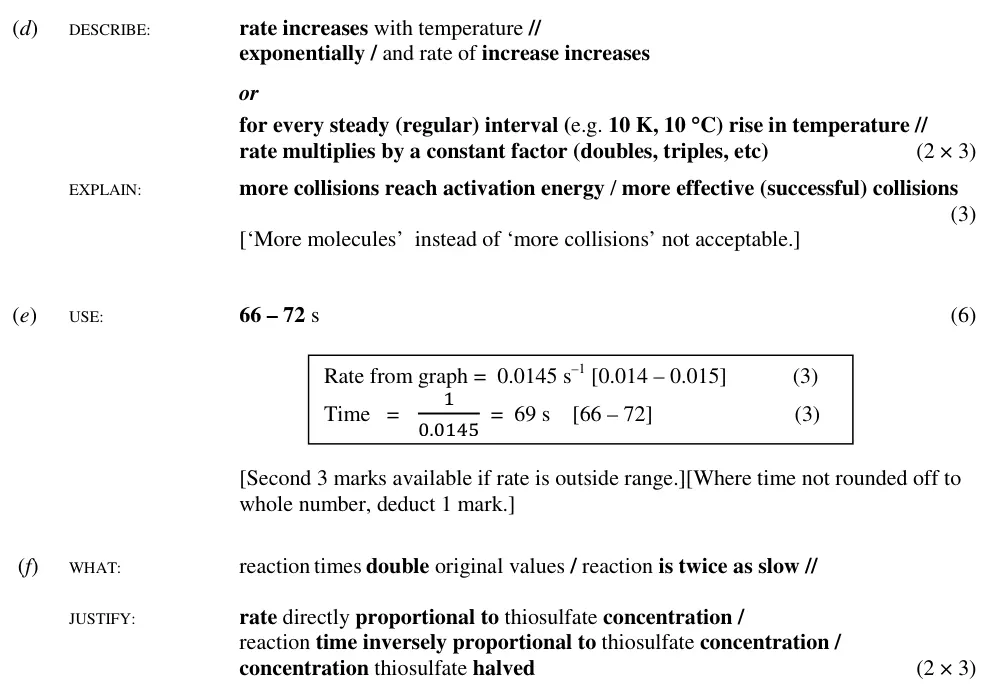 (d) DESCRIBE: rate increases with temperature //
exponentially / and rate of increase increases
or
for every steady (regular) interval (e.g. 10 K, 10 °C) rise in temperature //
rate multiplies by a constant factor (doubles, triples, etc) (2 × 3)
EXPLAIN: more collisions reach activation energy / more effective (successful) collisions
(3)
[‘More molecules’ instead of ‘more collisions’ not acceptable.]
(e) USE: 66 – 72 s (6)
Rate from graph = 0.0145 s⁻¹ [0.014 – 0.015] (3)
Time = 1/0.0145 = 69 s [66 – 72] (3)
[Second 3 marks available if rate is outside range.][Where time not rounded off to
whole number, deduct 1 mark.]
(f) WHAT: reaction times double original values / reaction is twice as slow //
JUSTIFY: rate directly proportional to thiosulfate concentration /
reaction time inversely proportional to thiosulfate concentration /
concentration thiosulfate halved (2 × 3)